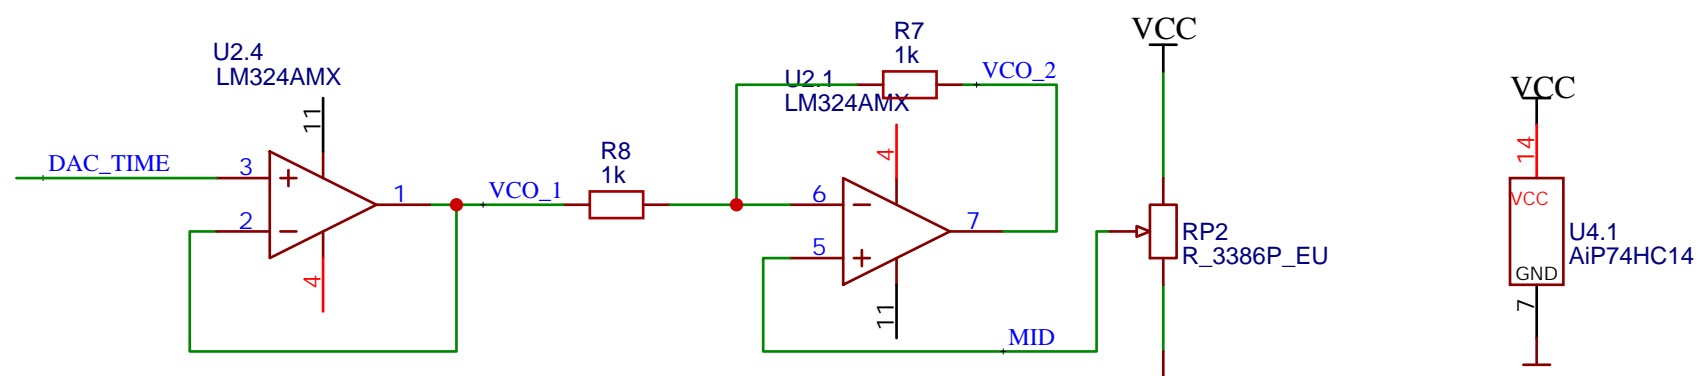 U2.4
LM324AMX
11
DAC_TIME
3
2
1
4
VCO_1
R8
1k
R7
1k
U2.1
LM324AMX
VCO_2
4
6
5
7
11
MID
VCC
RP2
R_3386P_EU
VCC
14
VCC
GND
7
U4.1
AiP74HC14